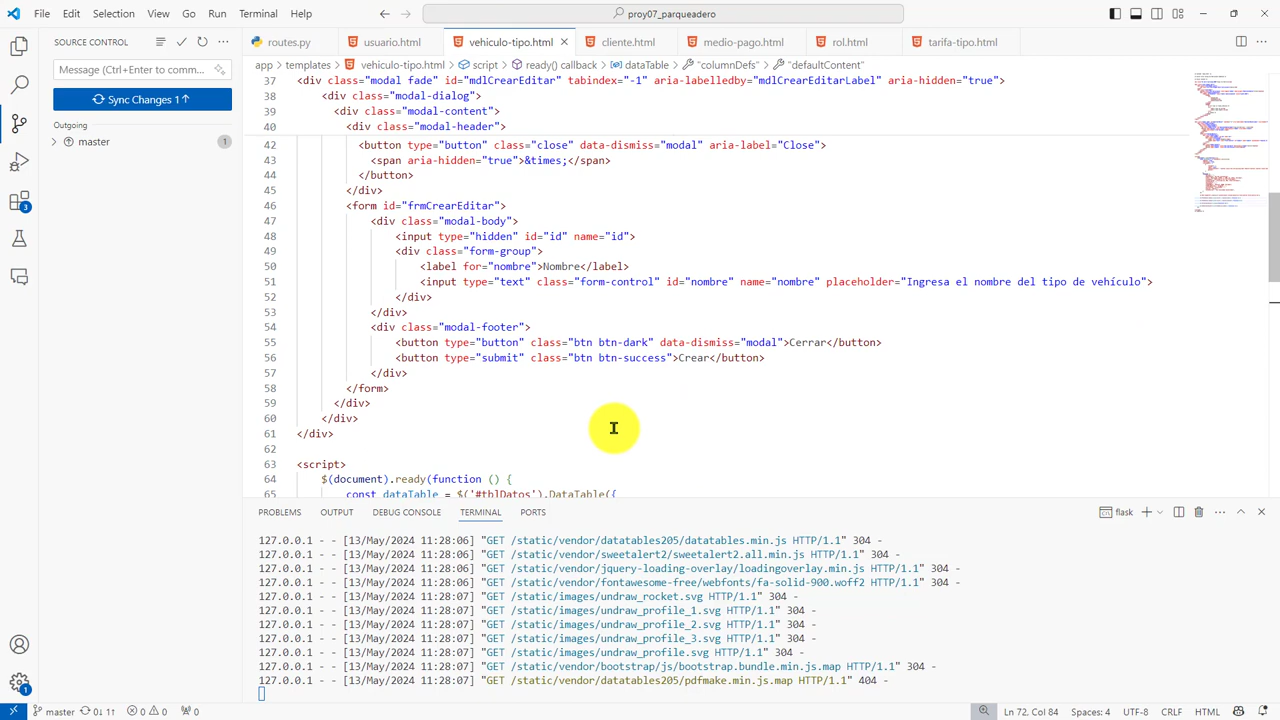 File Edit Selection View Go Run Terminal Help
proy07_parqueadero
SOURCE CONTROL
routes.py
usuario.html
vehiculo-tipo.html
cliente.html
medio-pago.html
rol.html
tarifa-tipo.html
app > templates > vehiculo-tipo.html > script > ready() callback > dataTable > "columnDefs" > "defaultContent"
Message (Ctrl+Enter to comm...
Sync Changes 1↑
Outgoing
master
1
37 <div class="modal fade" id="mdlCrearEditar" tabindex="-1" aria-labelledby="mdlCrearEditarLabel" aria-hidden="true">
38 <div class="modal-dialog">
39 <div class="modal-content">
40 <div class="modal-header">
42 <button type="button" class="close" data-dismiss="modal" aria-label="Close">
43 <span aria-hidden="true">&times;</span>
44 </button>
45
46 <form id="frmCrearEditar">
47 <div class="modal-body">
48 <input type="hidden" id="id" name="id">
49 <div class="form-group">
50 <label for="nombre">Nombre</label>
51 <input type="text" class="form-control" id="nombre" name="nombre" placeholder="Ingresa el nombre del tipo de vehículo">
52 </div>
53 </div>
54 <div class="modal-footer">
55 <button type="button" class="btn btn-dark" data-dismiss="modal">Cerrar</button>
56 <button type="submit" class="btn btn-success">Crear</button>
57 </div>
58 </form>
59 </div>
60 </div>
61 </div>
62
63 <script>
64 $(document).ready(function () {
65 const dataTable = $('#tblDatos').DataTable({
PROBLEMS OUTPUT DEBUG CONSOLE TERMINAL PORTS
flask
127.0.0.1 - - [13/May/2024 11:28:06] "GET /static/vendor/datatables205/datatables.min.js HTTP/1.1" 304 -
127.0.0.1 - - [13/May/2024 11:28:06] "GET /static/vendor/sweetalert2/sweetalert2.all.min.js HTTP/1.1" 304 -
127.0.0.1 - - [13/May/2024 11:28:06] "GET /static/vendor/jquery-loading-overlay/loadingoverlay.min.js HTTP/1.1" 304 -
127.0.0.1 - - [13/May/2024 11:28:06] "GET /static/vendor/fontawesome-free/webfonts/fa-solid-900.woff2 HTTP/1.1" 304 -
127.0.0.1 - - [13/May/2024 11:28:07] "GET /static/images/undraw_rocket.svg HTTP/1.1" 304 -
127.0.0.1 - - [13/May/2024 11:28:07] "GET /static/images/undraw_profile_1.svg HTTP/1.1" 304 -
127.0.0.1 - - [13/May/2024 11:28:07] "GET /static/images/undraw_profile_2.svg HTTP/1.1" 304 -
127.0.0.1 - - [13/May/2024 11:28:07] "GET /static/images/undraw_profile_3.svg HTTP/1.1" 304 -
127.0.0.1 - - [13/May/2024 11:28:07] "GET /static/images/undraw_profile.svg HTTP/1.1" 304 -
127.0.0.1 - - [13/May/2024 11:28:07] "GET /static/vendor/bootstrap/js/bootstrap.bundle.min.js.map HTTP/1.1" 304 -
127.0.0.1 - - [13/May/2024 11:28:07] "GET /static/vendor/datatables205/pdfmake.min.js.map HTTP/1.1" 404 -
3
1
master 0↓ 1↑ 0 0 0 Ln 72, Col 84 Spaces: 4 UTF-8 CRLF HTML